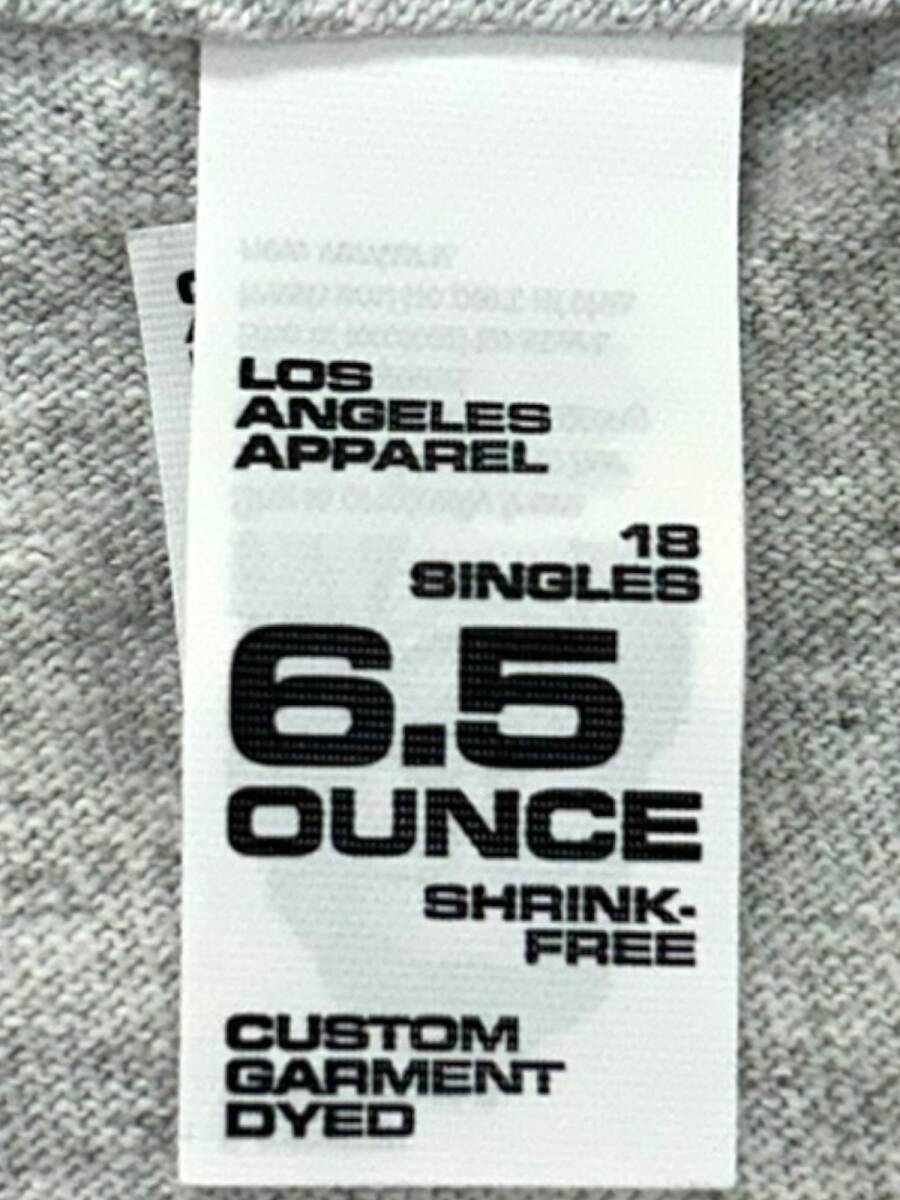 LOS
ANGELES
APPAREL
18
SINGLES
6.5
OUNCE
SHRINK-
FREE
CUSTOM
GARMENT
DYED